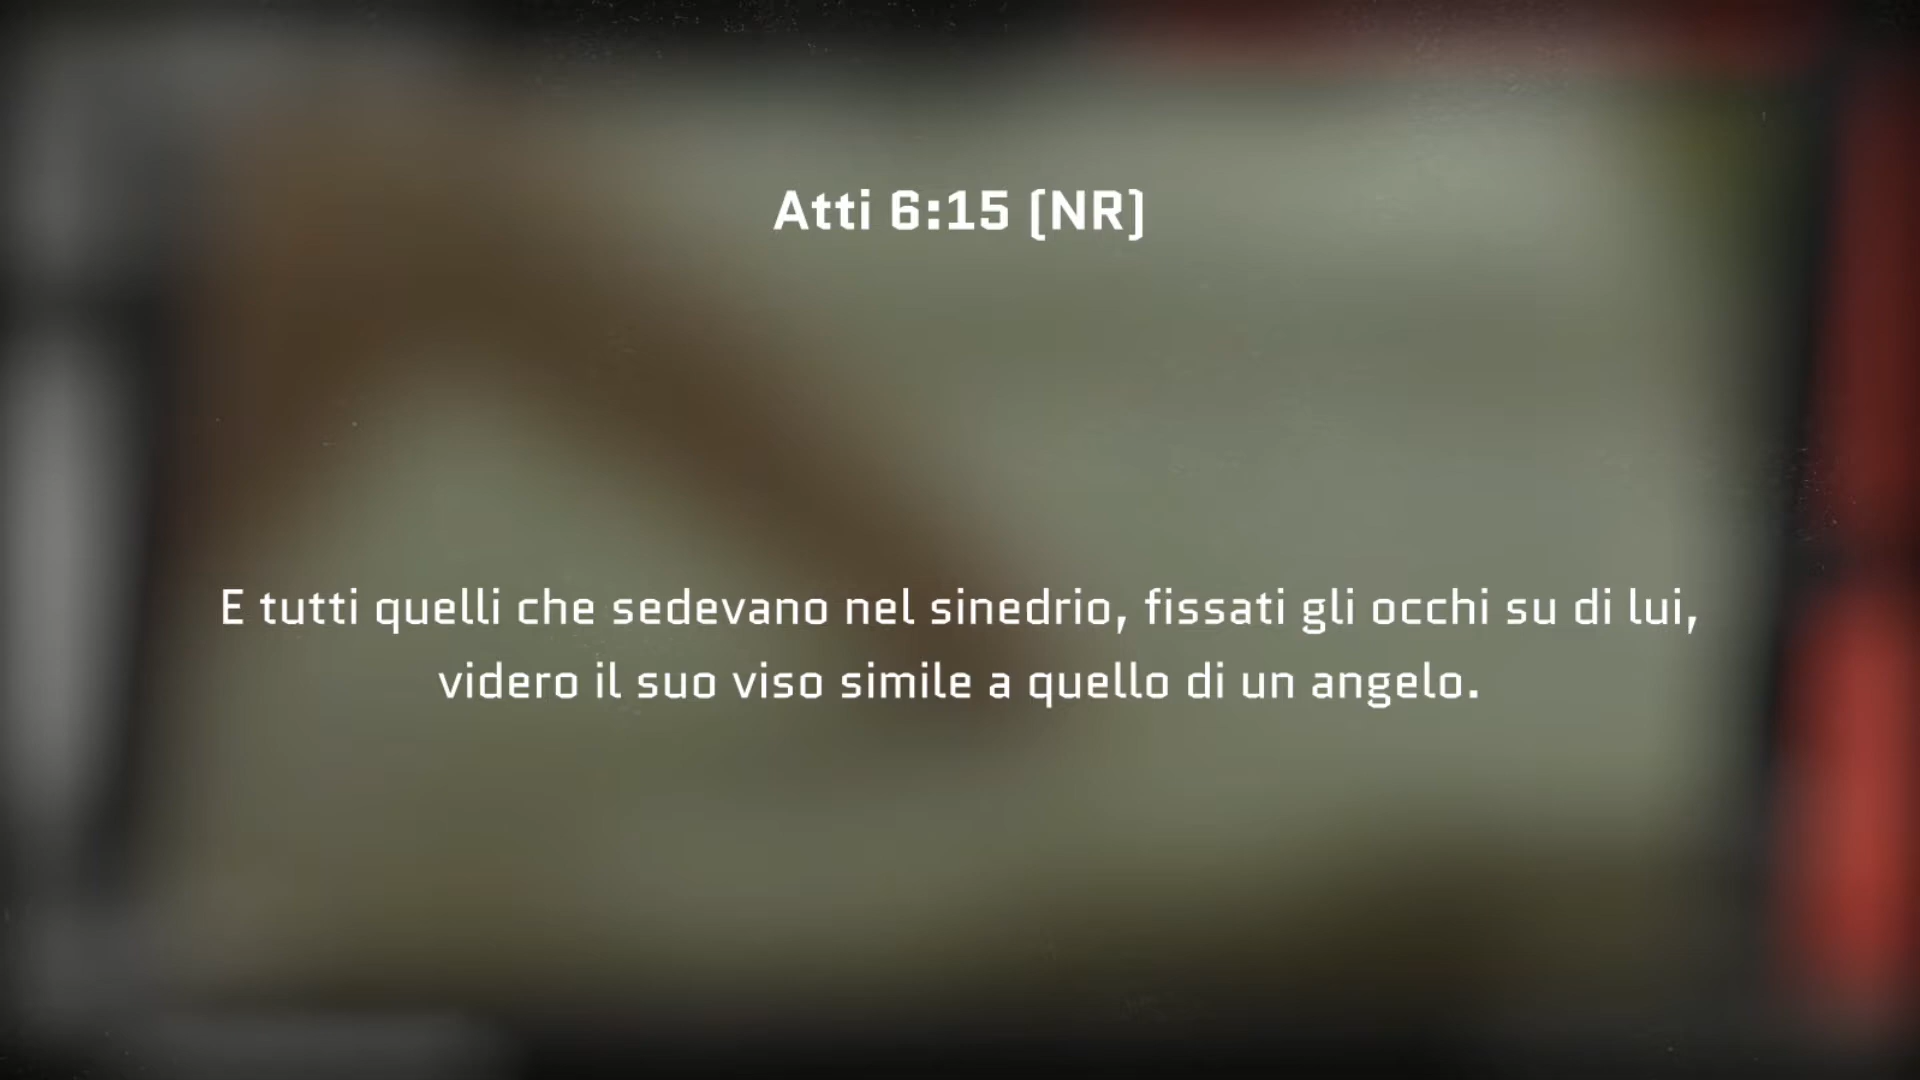 Atti 6:15 (NR)
E tutti quelli che sedevano nel sinedrio, fissati gli occhi su di lui,
videro il suo viso simile a quello di un angelo.